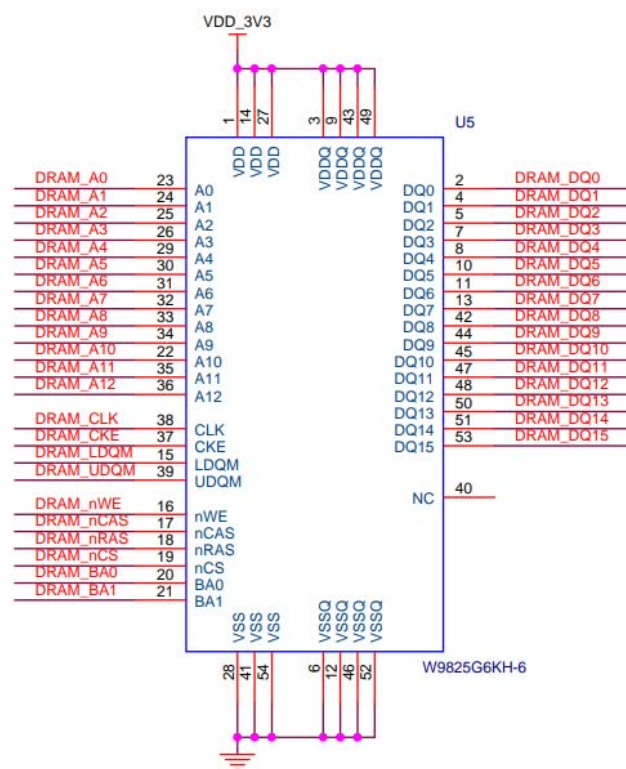 VDD_3V3
1 14 27 3 9 43 49
U5
VDD VDD VDD VDDQ VDDQ VDDQ VDDQ
DRAM_A0 23 A0 DQ0 2 DRAM_DQ0
DRAM_A1 24 A1 DQ1 4 DRAM_DQ1
DRAM_A2 25 A2 DQ2 5 DRAM_DQ2
DRAM_A3 26 A3 DQ3 7 DRAM_DQ3
DRAM_A4 29 A4 DQ4 8 DRAM_DQ4
DRAM_A5 30 A5 DQ5 10 DRAM_DQ5
DRAM_A6 31 A6 DQ6 11 DRAM_DQ6
DRAM_A7 32 A7 DQ7 13 DRAM_DQ7
DRAM_A8 33 A8 DQ8 42 DRAM_DQ8
DRAM_A9 34 A9 DQ9 44 DRAM_DQ9
DRAM_A10 22 A10 DQ10 45 DRAM_DQ10
DRAM_A11 35 A11 DQ11 47 DRAM_DQ11
DRAM_A12 36 A12 DQ12 48 DRAM_DQ12
DQ13 50 DRAM_DQ13
DRAM_CLK 38 CLK DQ14 51 DRAM_DQ14
DRAM_CKE 37 CKE DQ15 53 DRAM_DQ15
DRAM_LDQM 15 LDQM
DRAM_UDQM 39 UDQM
NC 40
DRAM_nWE 16 nWE
DRAM_nCAS 17 nCAS
DRAM_nRAS 18 nRAS
DRAM_nCS 19 nCS
DRAM_BA0 20 BA0
DRAM_BA1 21 BA1
VSS VSS VSS VSSQ VSSQ VSSQ VSSQ
28 41 54 6 12 46 52
W9825G6KH-6